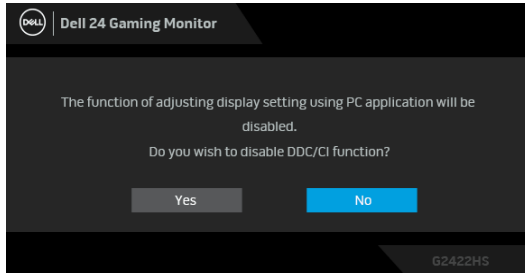 DELL
Dell 24 Gaming Monitor
The function of adjusting display setting using PC application will be
disabled.
Do you wish to disable DDC/CI function?
Yes
No
G2422HS